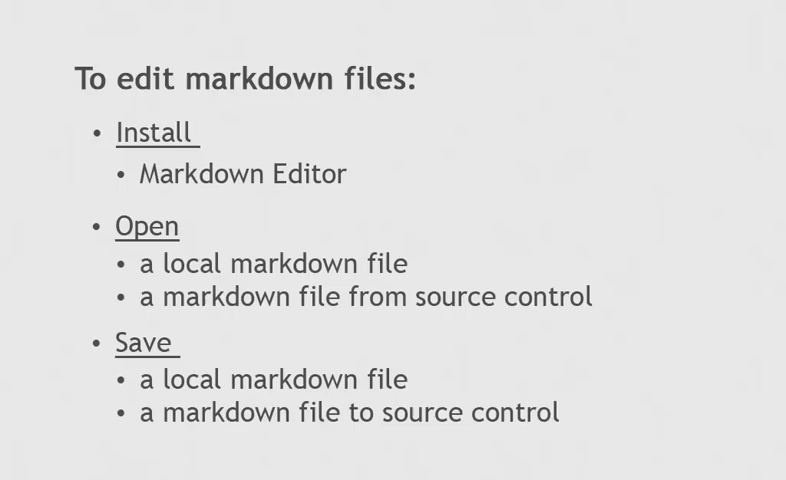 To edit markdown files:
• Install
• Markdown Editor
• Open
• a local markdown file
• a markdown file from source control
• Save
• a local markdown file
• a markdown file to source control